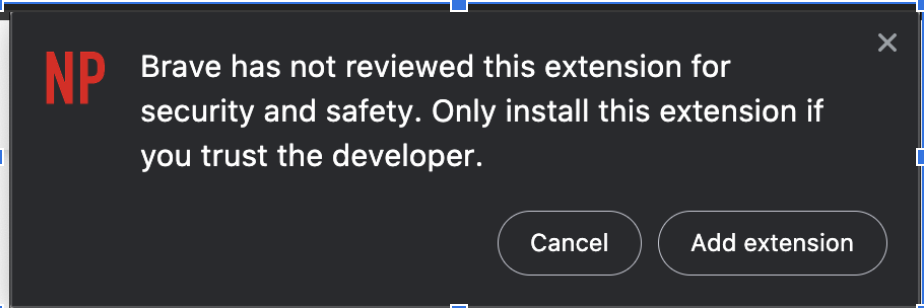 NP
Brave has not reviewed this extension for
security and safety. Only install this extension if
you trust the developer.
Cancel
Add extension